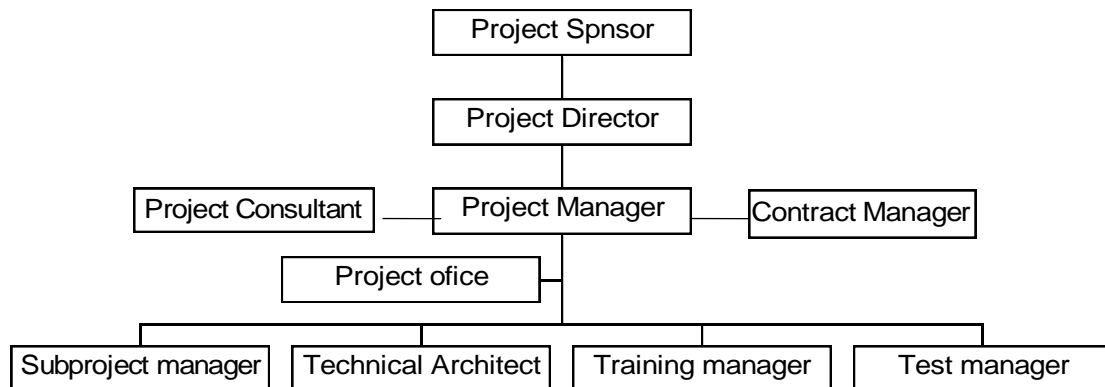 Project Spnsor
Project Director
Project Consultant
Project Manager
Contract Manager
Project ofice
Subproject manager
Technical Architect
Training manager
Test manager